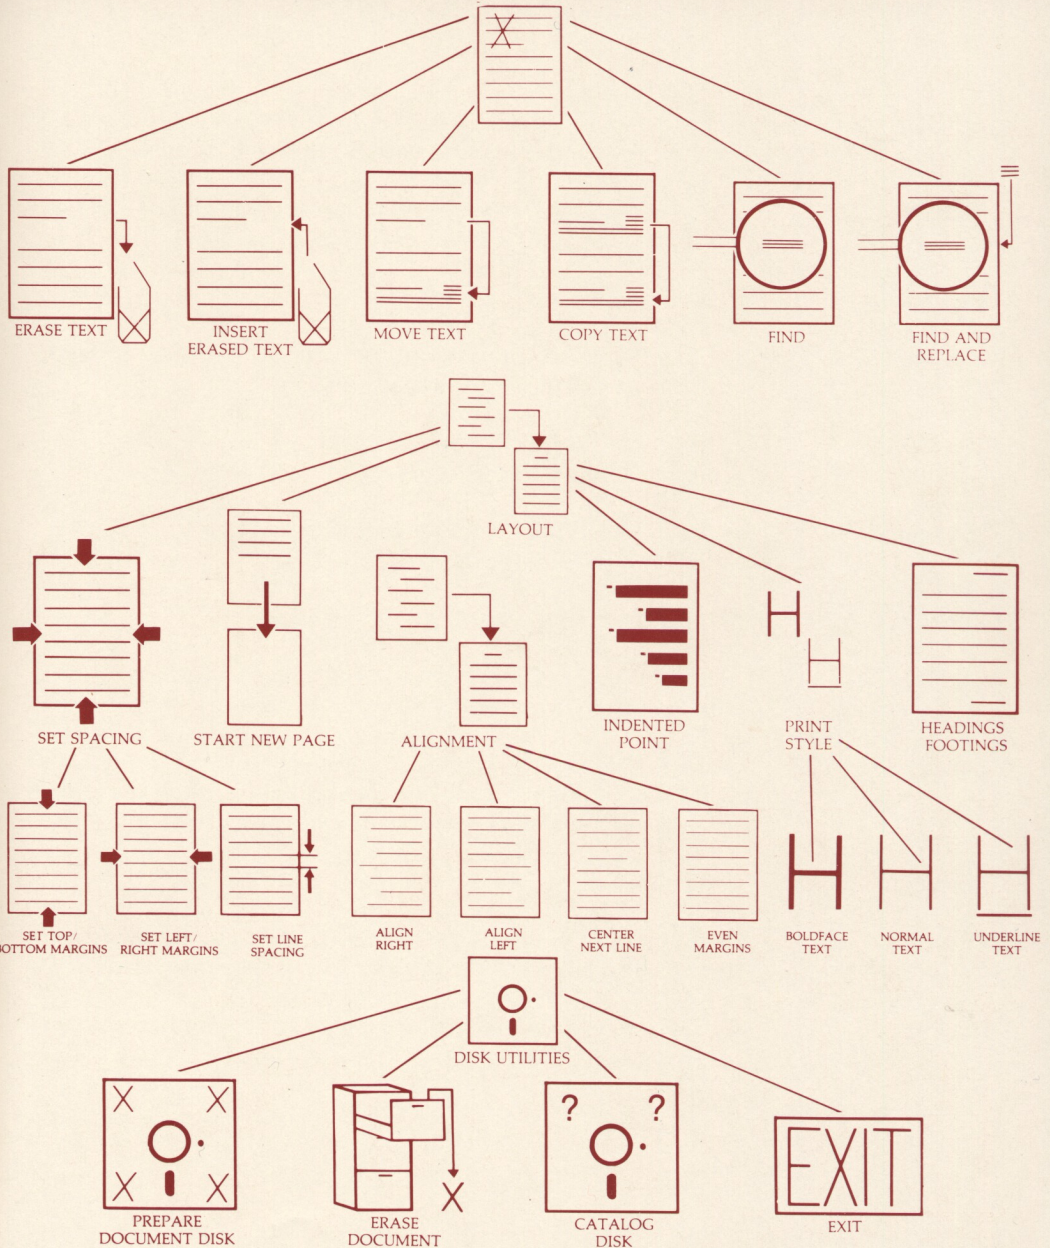 ERASE TEXT
INSERT
ERASED TEXT
MOVE TEXT
COPY TEXT
FIND
FIND AND
REPLACE
LAYOUT
SET SPACING
START NEW PAGE
ALIGNMENT
INDENTED
POINT
PRINT
STYLE
HEADINGS
FOOTINGS
SET TOP/
BOTTOM MARGINS
SET LEFT/
RIGHT MARGINS
SET LINE
SPACING
ALIGN
RIGHT
ALIGN
LEFT
CENTER
NEXT LINE
EVEN
MARGINS
BOLDFACE
TEXT
NORMAL
TEXT
UNDERLINE
TEXT
DISK UTILITIES
PREPARE
DOCUMENT DISK
ERASE
DOCUMENT
? ?
CATALOG
DISK
EXIT
EXIT